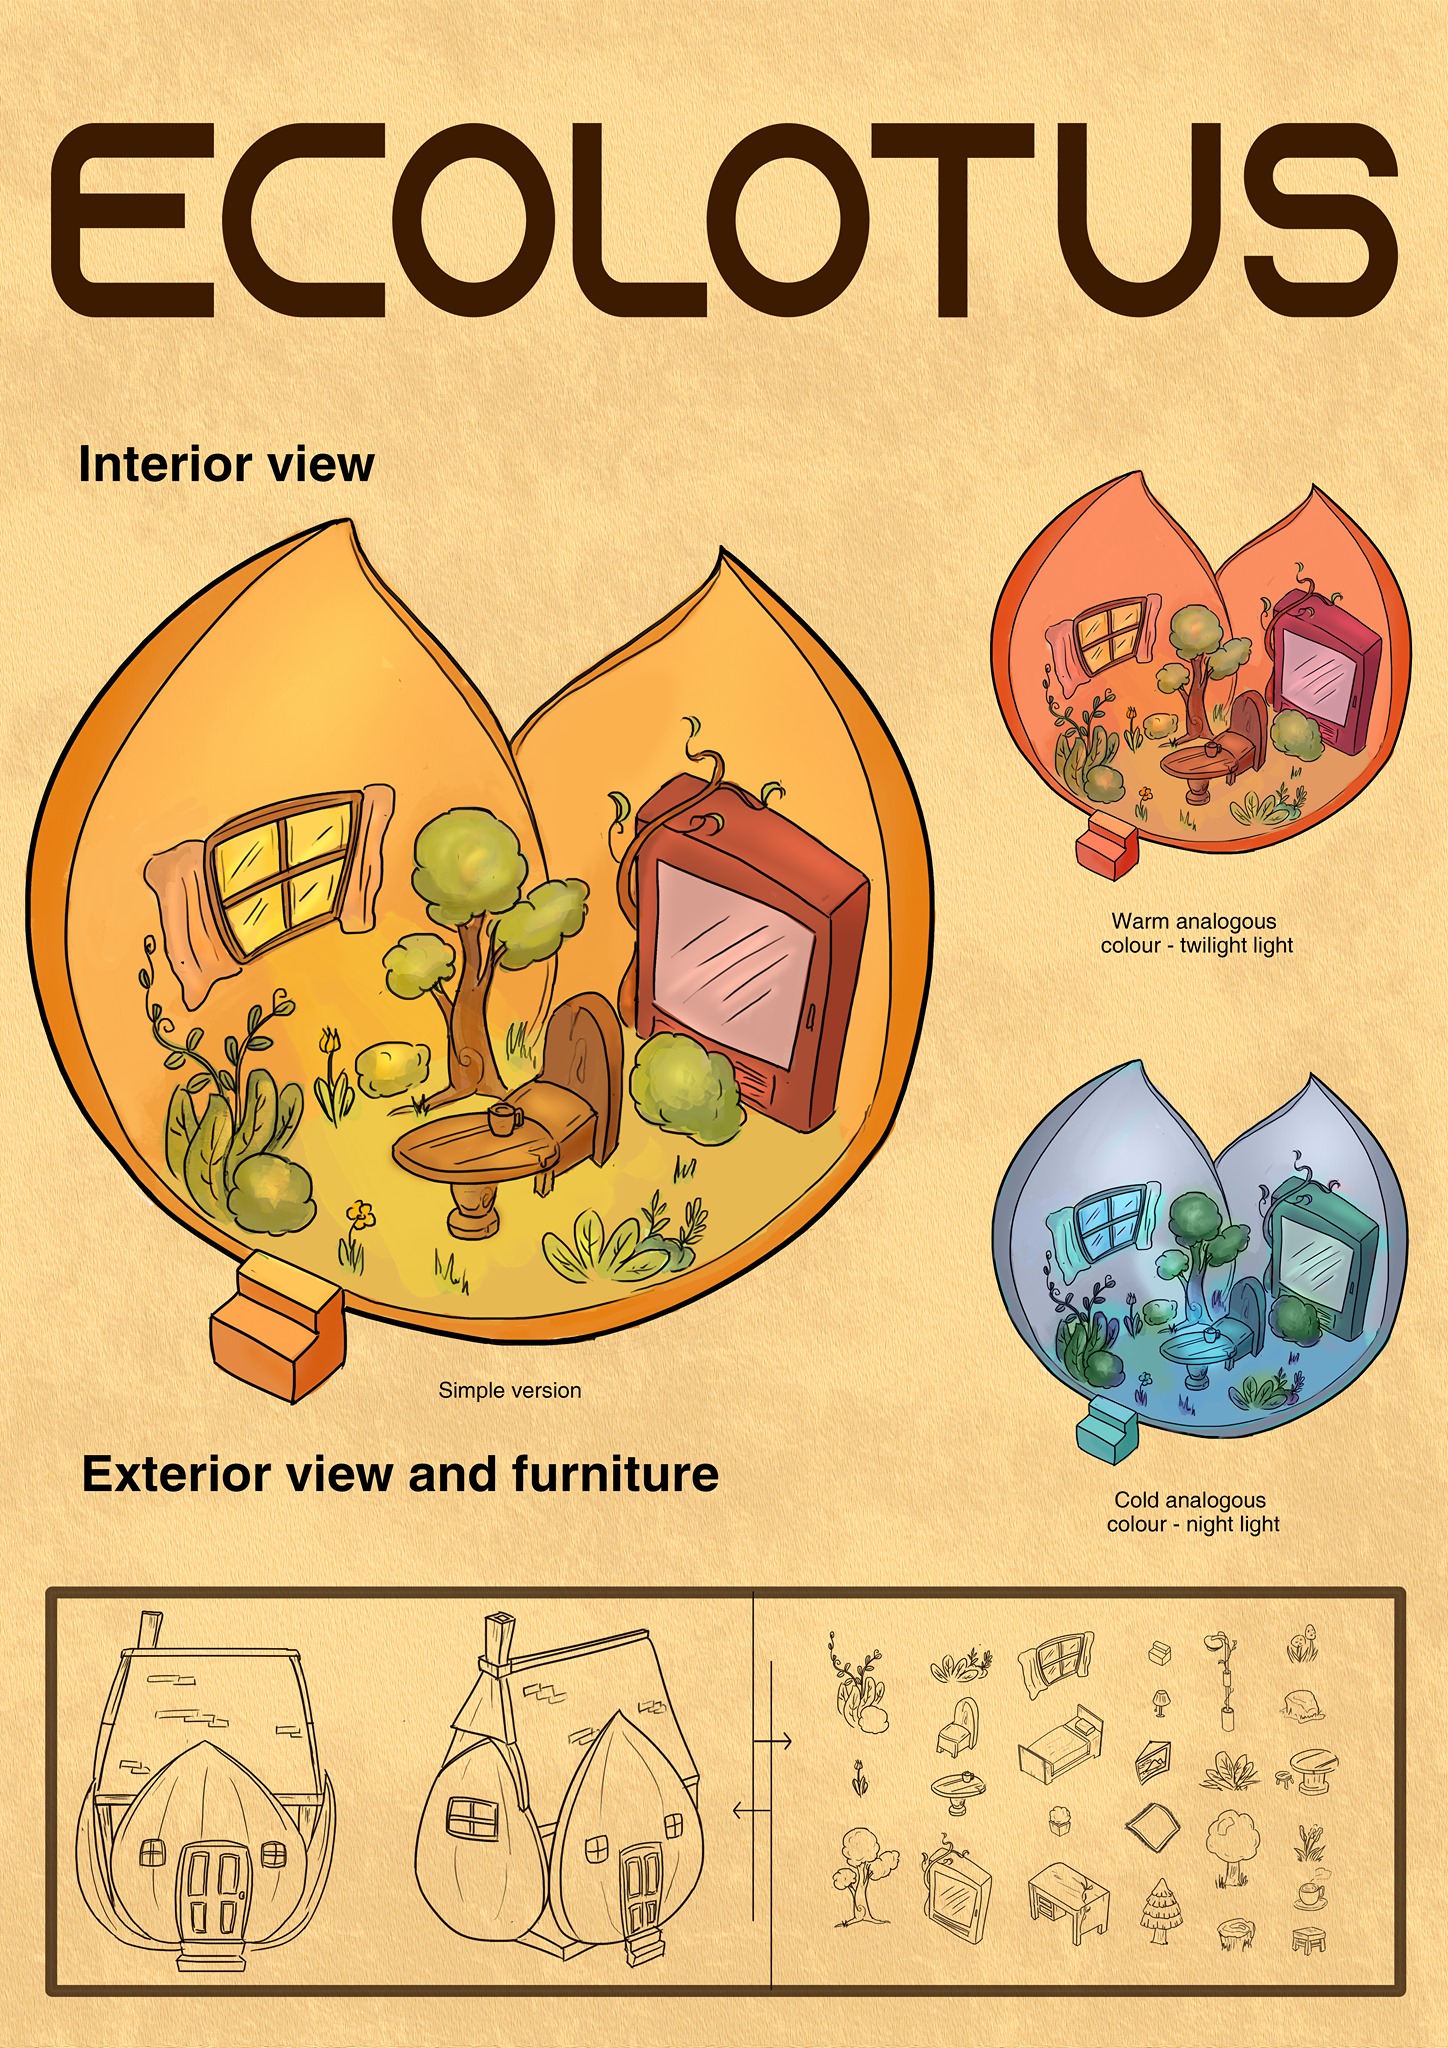 ECOLOTUS
Interior view
Warm analogous
colour - twilight light
Simple version
Cold analogous
colour - night light
Exterior view and furniture